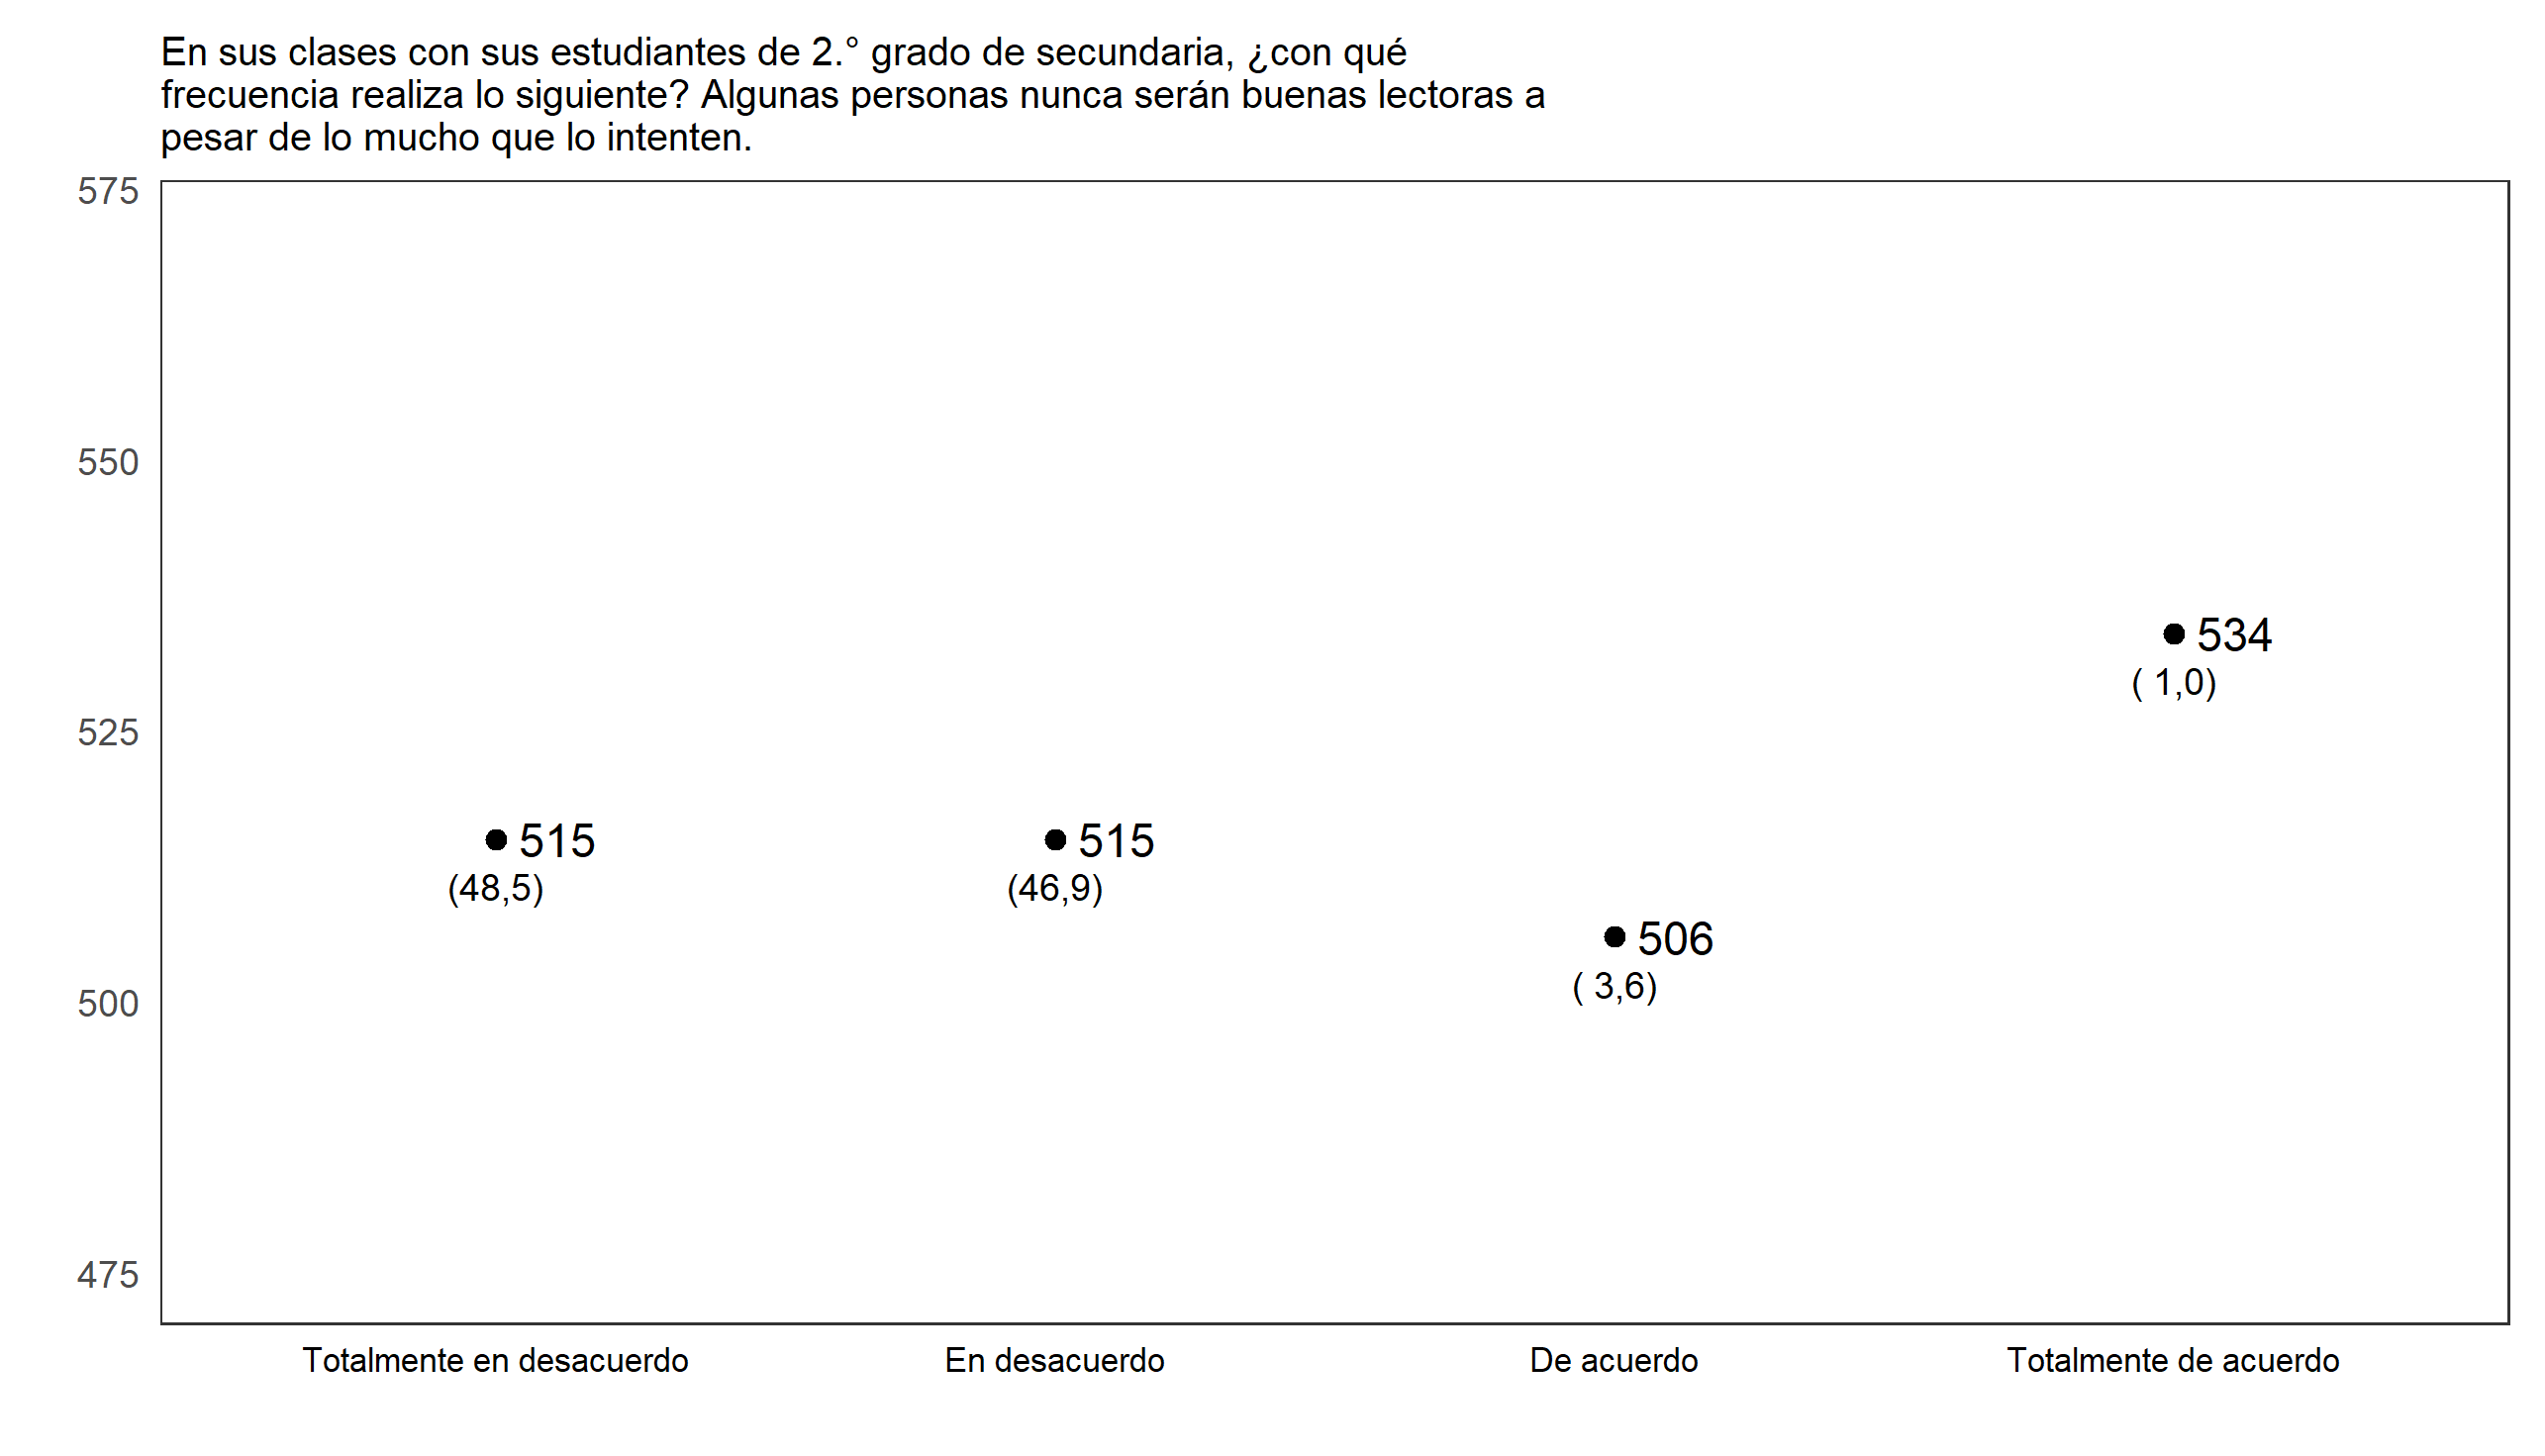 En sus clases con sus estudiantes de 2.° grado de secundaria, ¿con qué
frecuencia realiza lo siguiente? Algunas personas nunca serán buenas lectoras a
pesar de lo mucho que lo intenten.
575
550
525
500
475
515
(48,5)
515
(46,9)
506
( 3,6)
534
( 1,0)
Totalmente en desacuerdo
En desacuerdo
De acuerdo
Totalmente de acuerdo